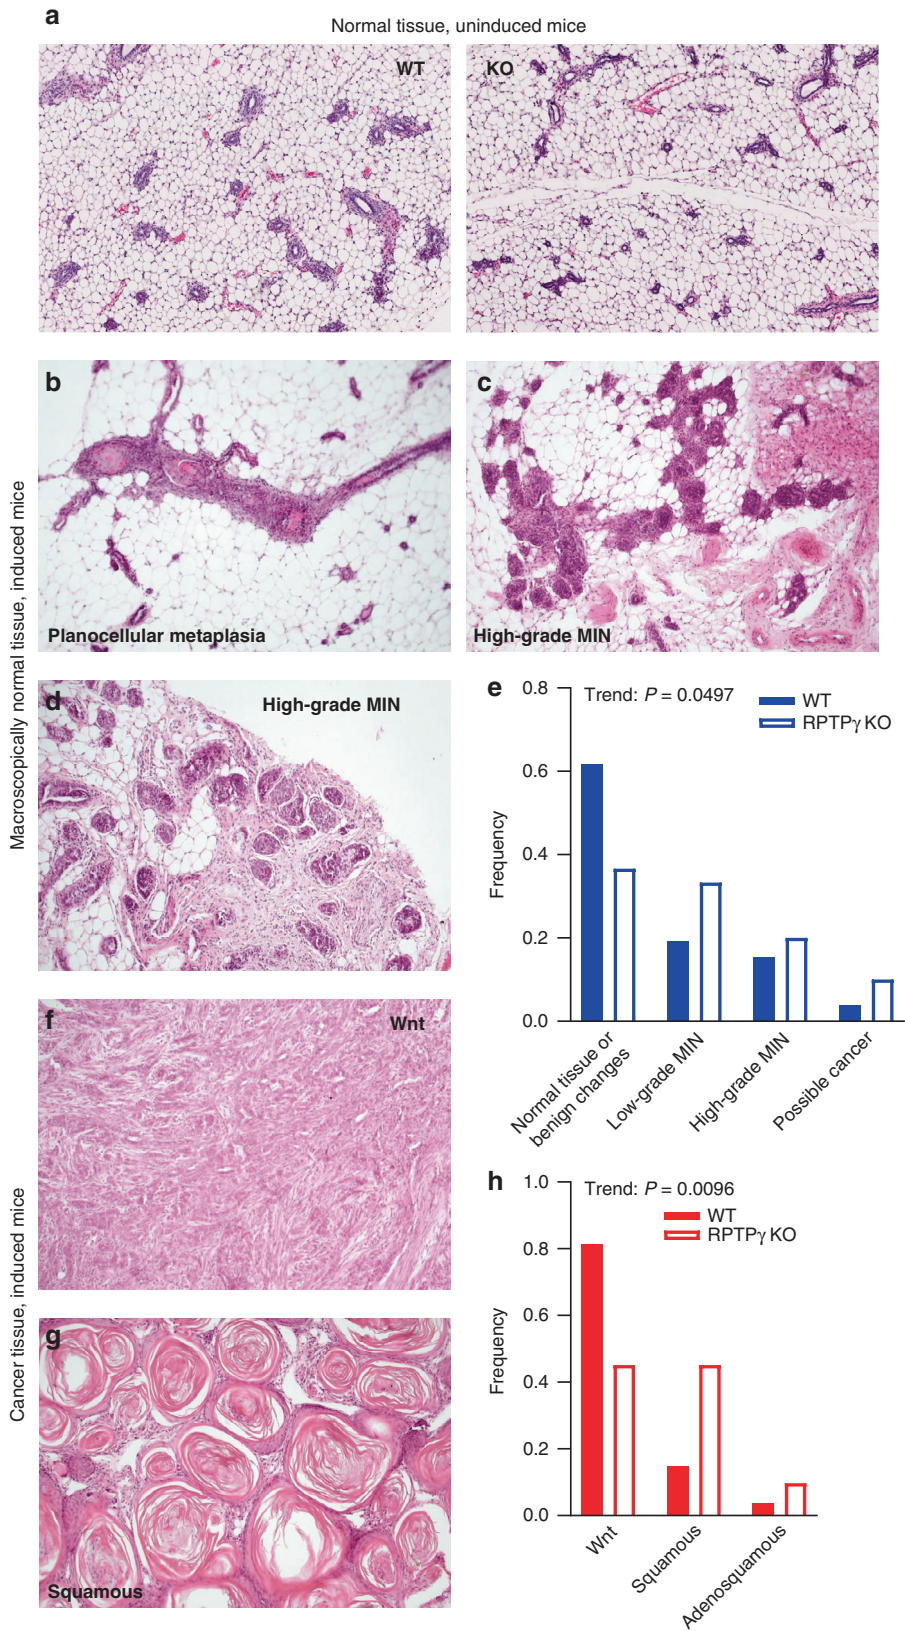 a
Normal tissue, uninduced mice
WT
KO
Macroscopically normal tissue, induced mice
b
Planocellular metaplasia
c
High-grade MIN
d
High-grade MIN
e
Trend: P = 0.0497
WT
RPTPγ KO
Frequency
0.8
0.6
0.4
0.2
0.0
Normal tissue or
benign changes
Low-grade MIN
High-grade MIN
Possible cancer
Cancer tissue, induced mice
f
Wnt
g
Squamous
h
Trend: P = 0.0096
WT
RPTPγ KO
Frequency
1.0
0.8
0.6
0.4
0.2
0.0
Wnt
Squamous
Adenosquamous